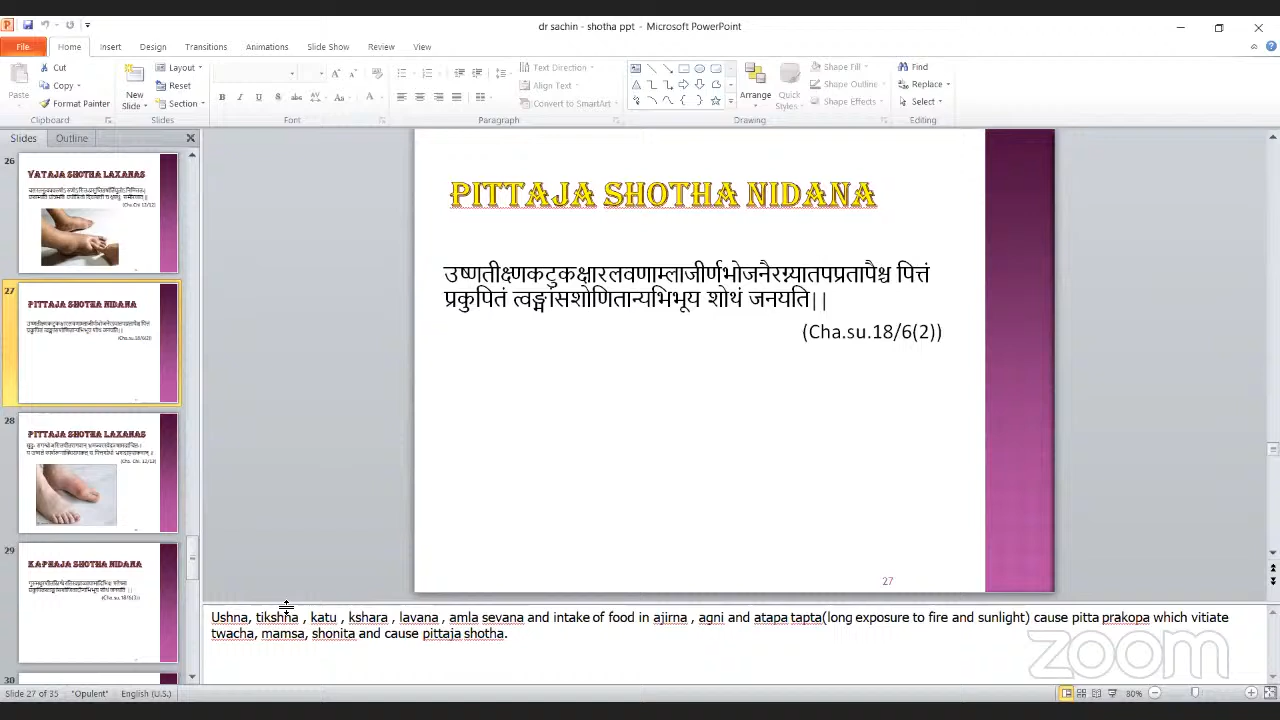 dr sachin - shotha ppt - Microsoft PowerPoint
File Home Insert Design Transitions Animations Slide Show Review View
Cut
Copy
Format Painter
Paste
Clipboard
New
Slide
Layout
Reset
Section
Slides
Font
Text Direction
Align Text
Convert to SmartArt
Paragraph
Arrange
Quick
Styles
Shape Fill
Shape Outline
Shape Effects
Drawing
Find
Replace
Select
Editing
Slides Outline
26
VATAJA SHOTHA LAXANAS
27
PITTAJA SHOTHA NIDANA
(Cha.su.18/6(2))
28
PITTAJA SHOTHA LAXANAS
29
KAPHAJA SHOTHA NIDANA
30
PITTAJA SHOTHA NIDANA
उष्णतीक्ष्णकटुकक्षारलवणाम्लाजीर्णभोजनैरग्न्यातपप्रतापैश्च पित्तं
प्रकुपितं त्वङ्मांसशोणितान्यभिभूय शोथं जनयति||
(Cha.su.18/6(2))
27
Ushna, tikshna , katu , kshara , lavana , amla sevana and intake of food in ajirna , agni and atapa tapta(long exposure to fire and sunlight) cause pitta prakopa which vitiate
twacha, mamsa, shonita and cause pittaja shotha.
zoom
Slide 27 of 35 "Opulent" English (U.S.) 80%